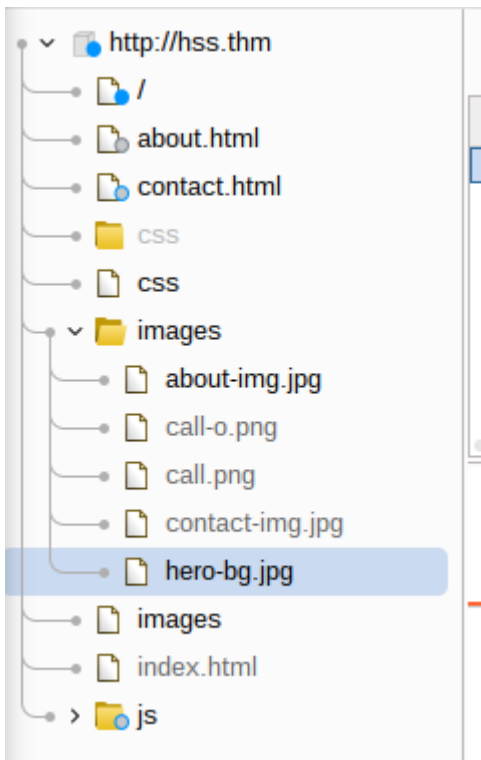 http://hss.thm
/
about.html
contact.html
css
css
images
about-img.jpg
call-o.png
call.png
contact-img.jpg
hero-bg.jpg
images
index.html
js